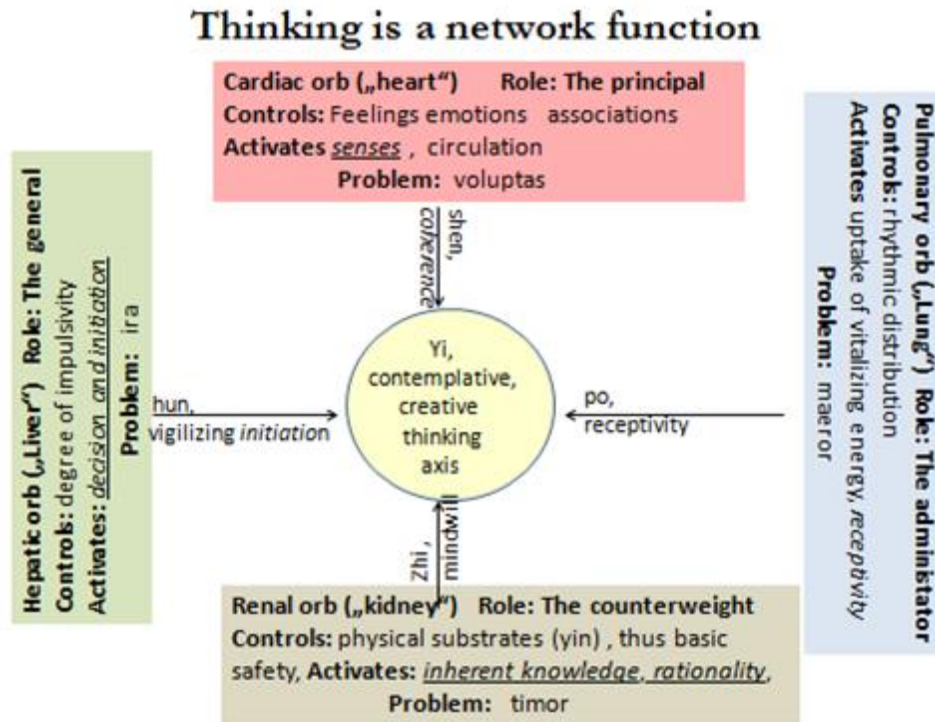 Thinking is a network function
Cardiac orb („heart“) Role: The principal
Controls: Feelings emotions associations
Activates senses , circulation
Problem: voluptas
Hepatic orb („Liver“) Role: The general
Controls: degree of impulsivity
Activates: decision and initiation
Problem: ira
shen,
coherence
hun,
vigilizing initiation
Yi,
contemplative,
creative
thinking
axis
po,
receptivity
Zhi ,
mindwill
Pulmonary orb („Lung“) Role: The administator
Controls: rhythmic distribution
Activates uptake of vitalizing energy, receptivity
Problem: maeror
Renal orb („kidney“) Role: The counterweight
Controls: physical substrates (yin) , thus basic
safety, Activates: inherent knowledge, rationality,
Problem: timor